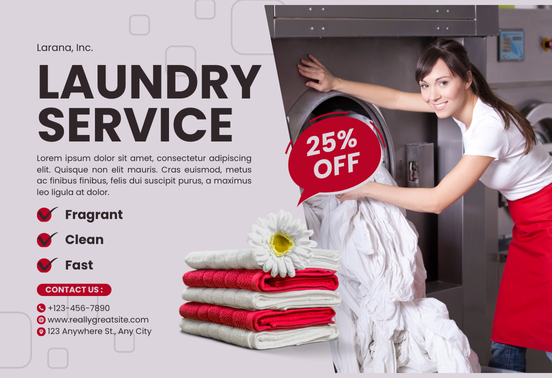 Larana, Inc.
LAUNDRY
SERVICE
Lorem ipsum dolor sit amet, consectetur adipiscing
elit. Quisque non elit mauris. Cras euismod, metus
ac finibus finibus, felis dui suscipit purus, a maximus
leo ligula at dolor.
Fragrant
Clean
Fast
CONTACT US :
+123-456-7890
www.reallygreatsite.com
123 Anywhere St., Any City
25%
OFF